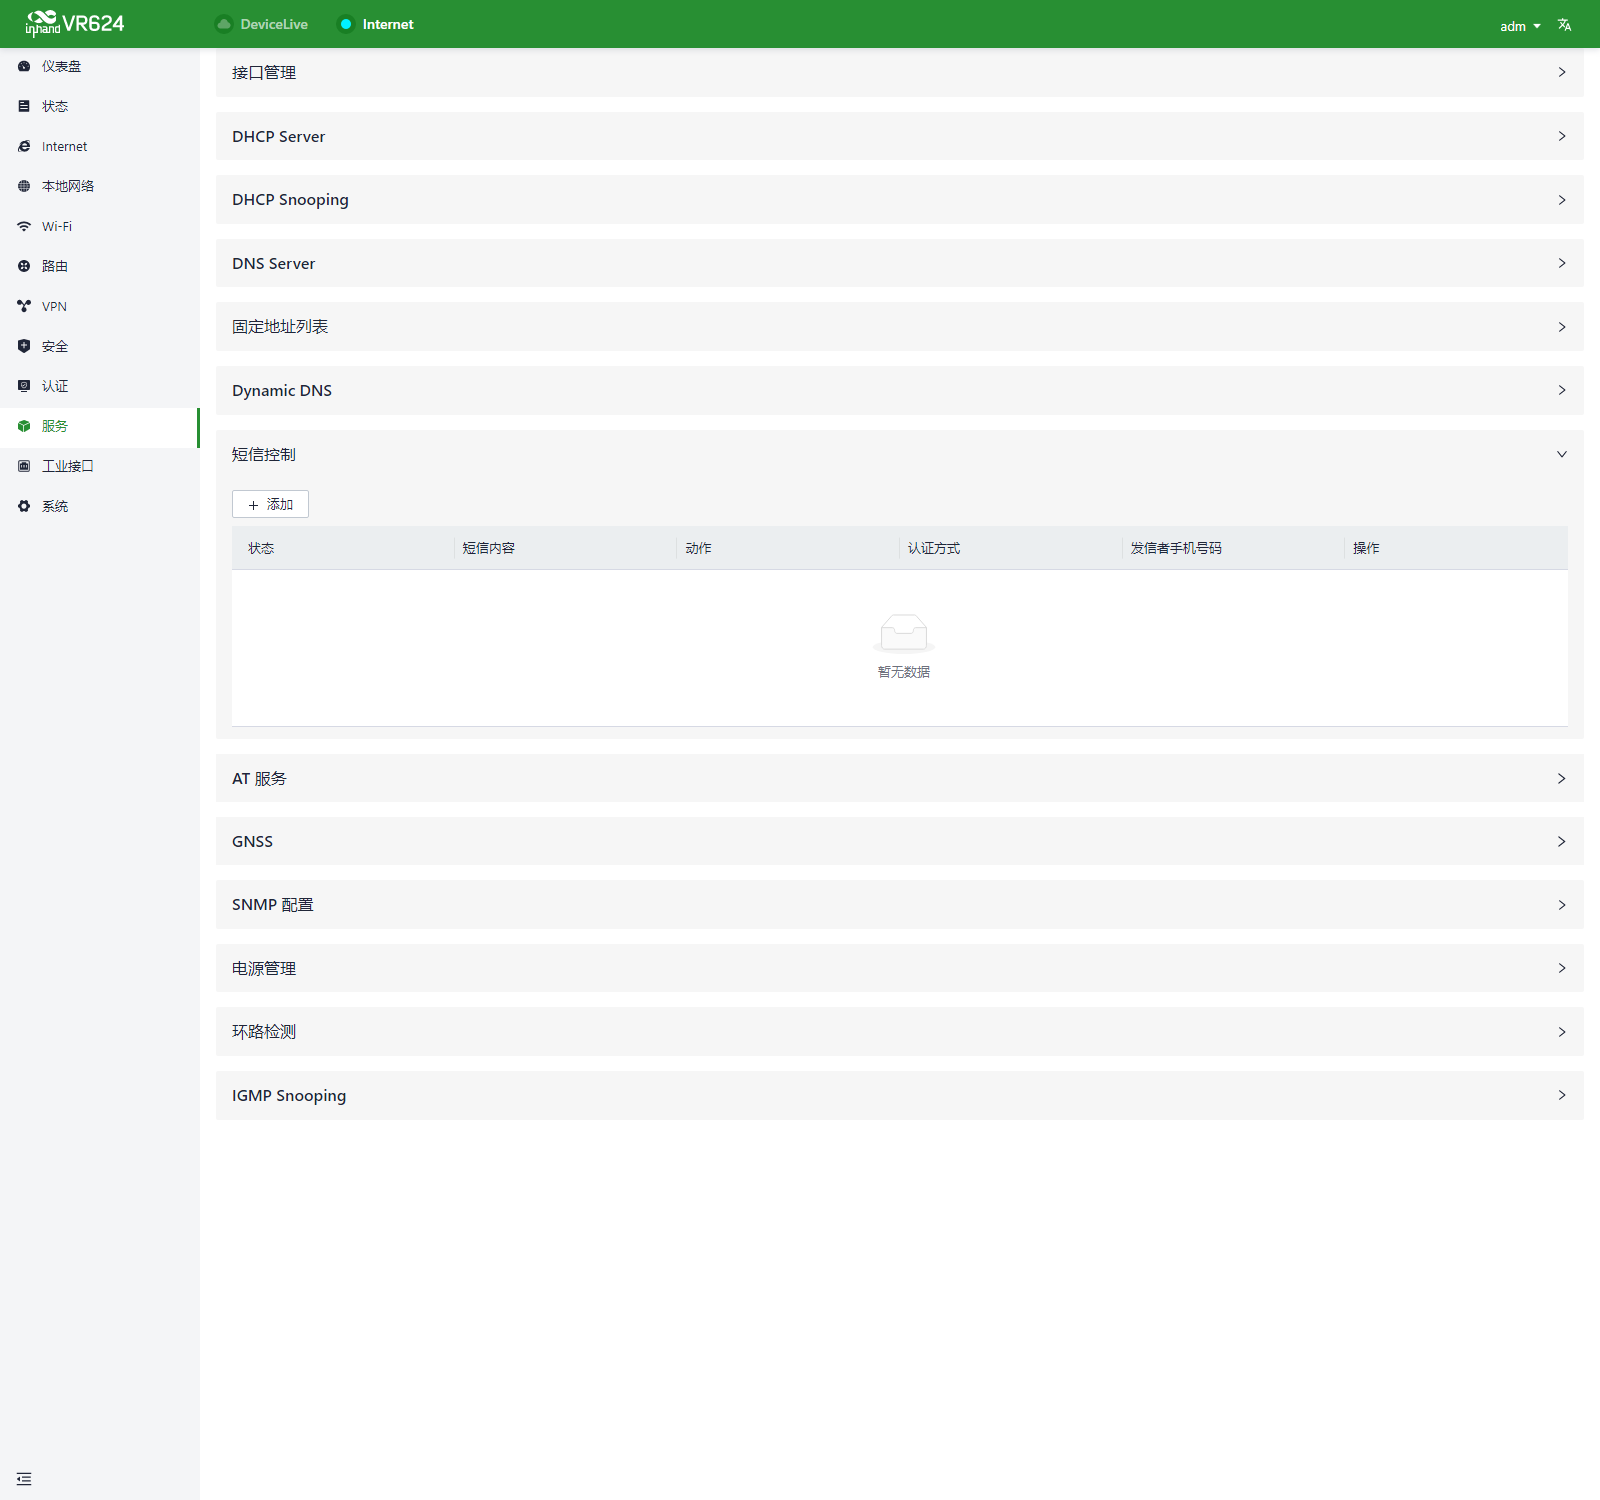 inhand VR624
DeviceLive
Internet
adm
仪表盘
状态
Internet
本地网络
Wi-Fi
路由
VPN
安全
认证
服务
工业接口
系统
接口管理
DHCP Server
DHCP Snooping
DNS Server
固定地址列表
Dynamic DNS
短信控制
添加
状态 短信内容 动作 认证方式 发信者手机号码 操作
暂无数据
AT 服务
GNSS
SNMP 配置
电源管理
环路检测
IGMP Snooping